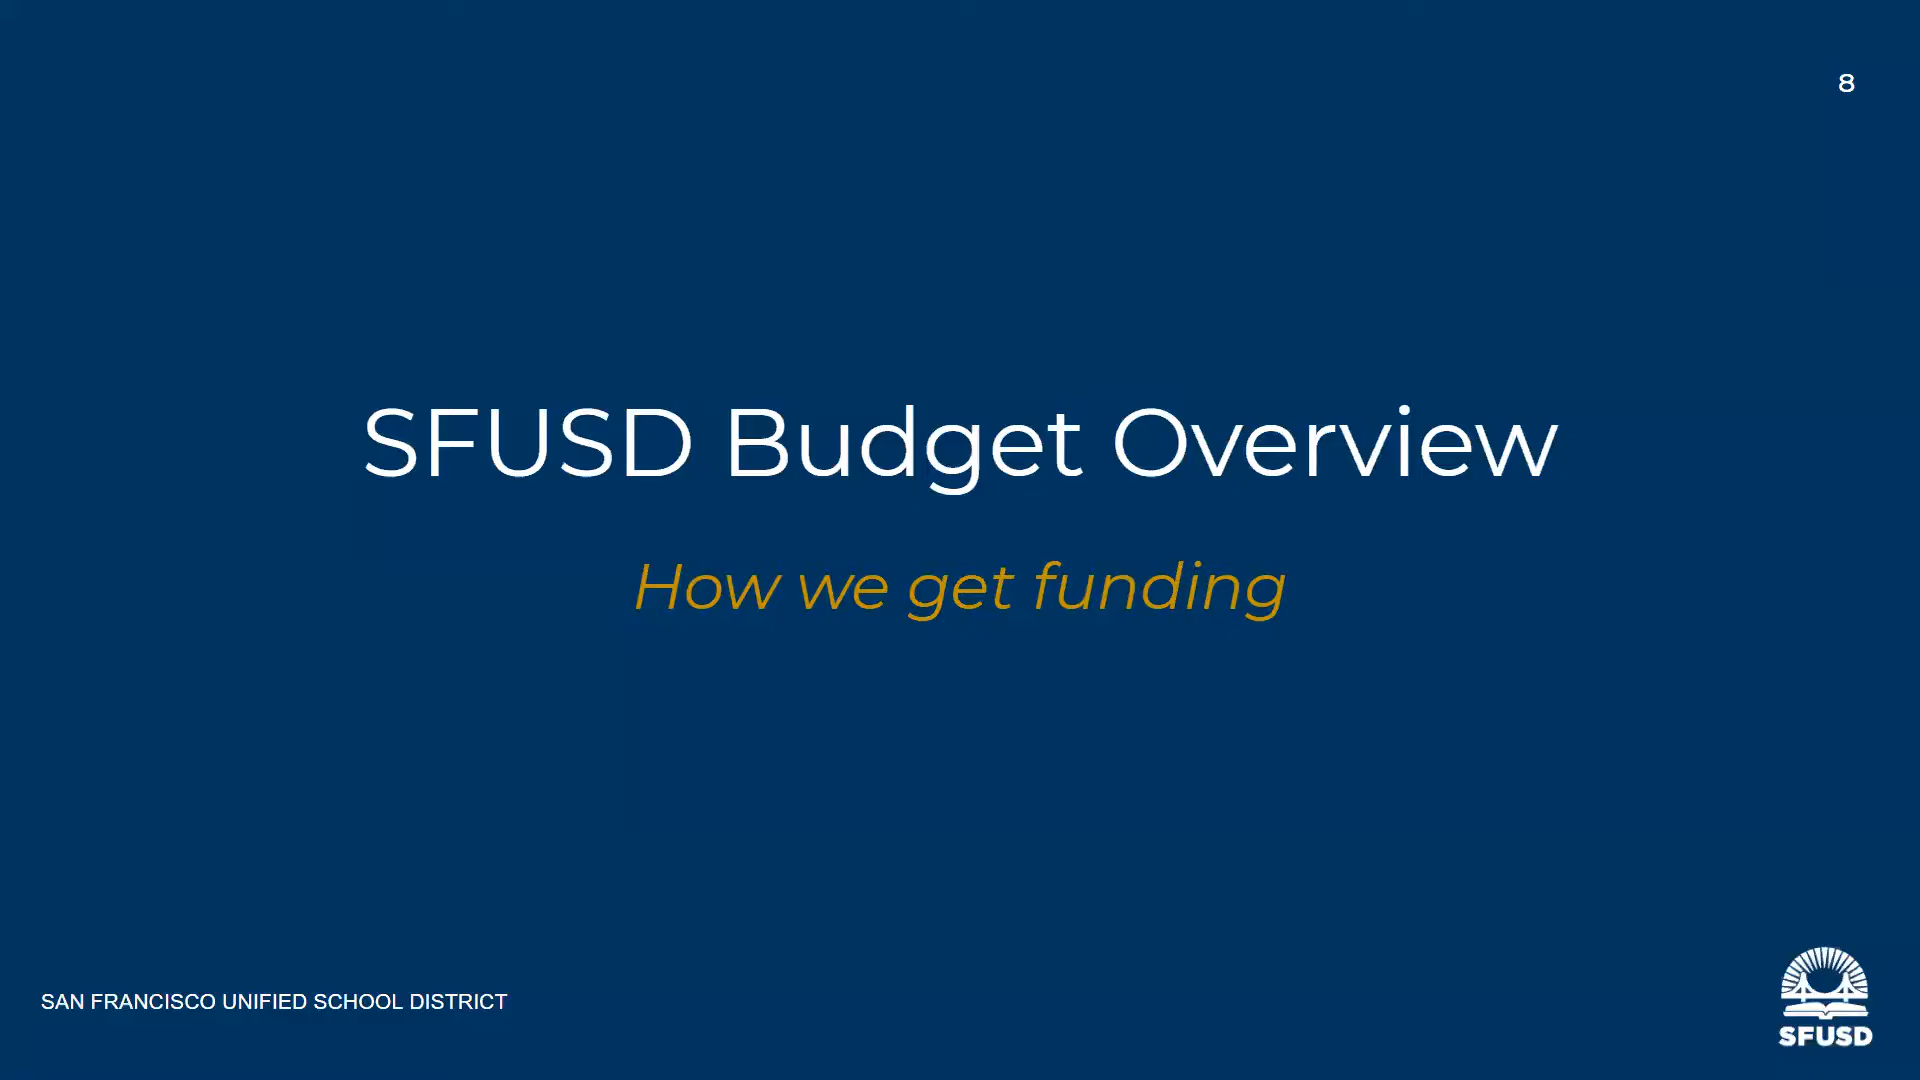 8
SFUSD Budget Overview
How we get funding
SAN FRANCISCO UNIFIED SCHOOL DISTRICT
SFUSD